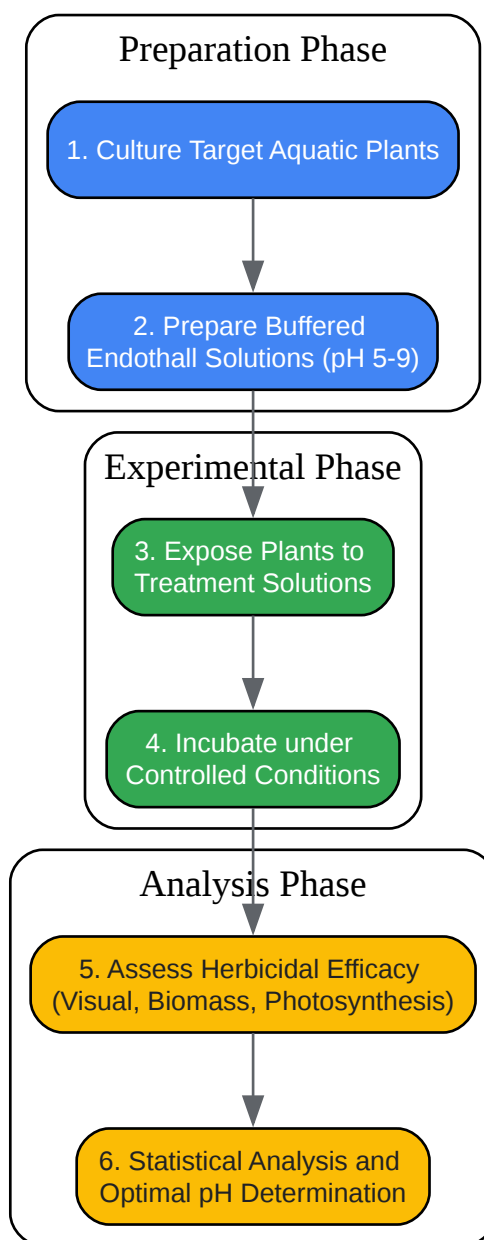 Preparation Phase
1. Culture Target Aquatic Plants
2. Prepare Buffered
Endothall Solutions (pH 5-9)
Experimental Phase
3. Expose Plants to
Treatment Solutions
4. Incubate under
Controlled Conditions
Analysis Phase
5. Assess Herbicidal Efficacy
(Visual, Biomass, Photosynthesis)
6. Statistical Analysis and
Optimal pH Determination